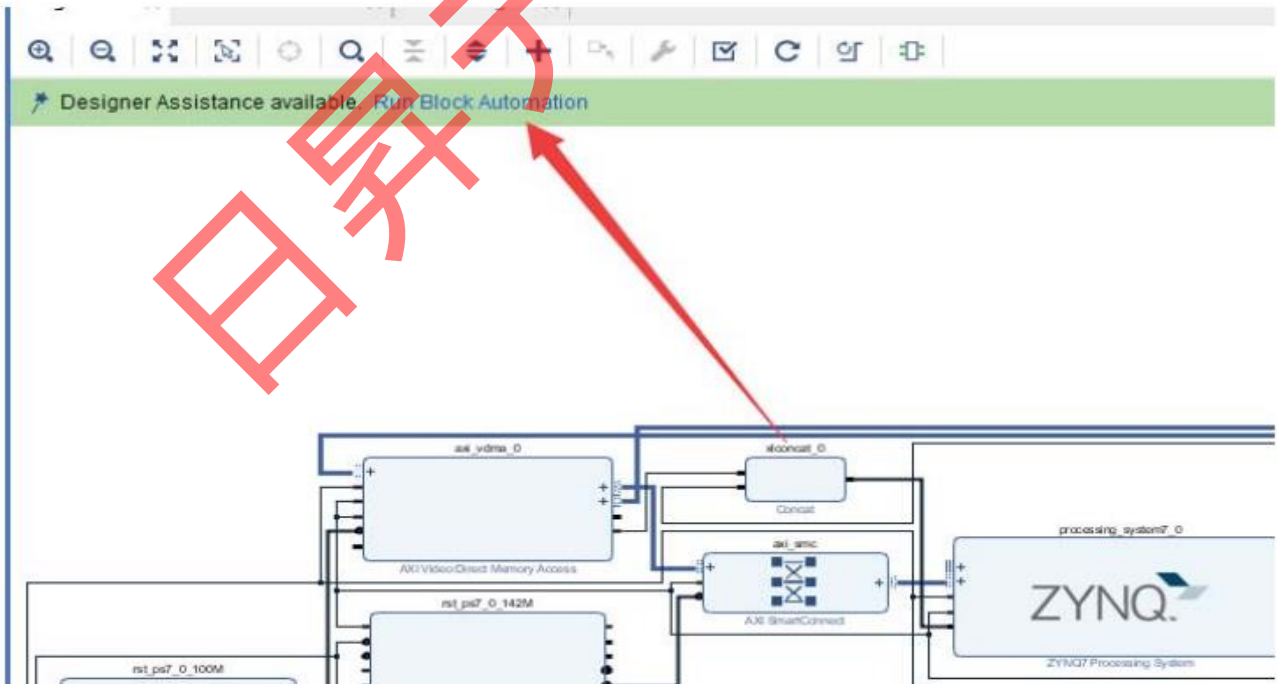 Designer Assistance available. Run Block Automation
日昇
axi_vdma_0
xlconcat_0
Concat
processing_system7_0
axi_smc
AXI Video Direct Memory Access
ZYNQ
rst_ps7_0_142M
AXI SmartConnect
ZYNQ7 Processing System
rst_ps7_0_100M